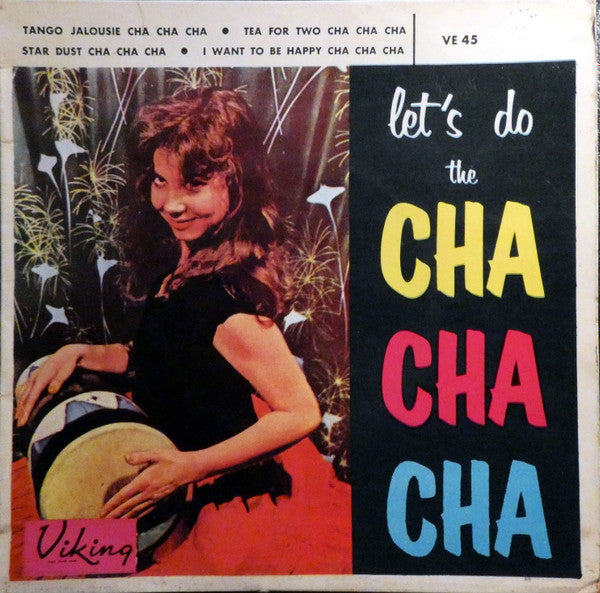 TANGO JALOUSIE CHA CHA CHA • TEA FOR TWO CHA CHA CHA
STAR DUST CHA CHA CHA • I WANT TO BE HAPPY CHA CHA CHA
VE 45
let's do
the
CHA
CHA
CHA
Viking